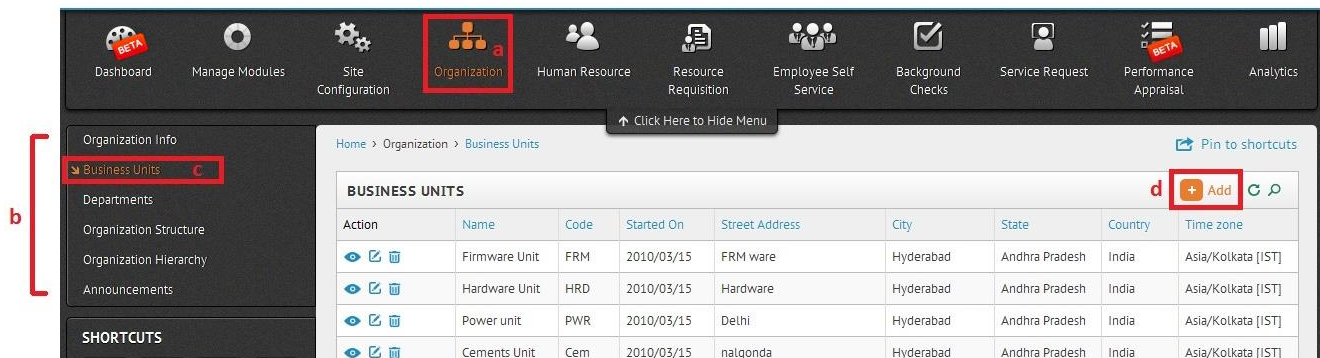 BETA
BETA
a
Dashboard Manage Modules Site Configuration Organization Human Resource Resource Requisition Employee Self Service Background Checks Service Request Performance Appraisal Analytics
Click Here to Hide Menu
b
Organization Info
Business Units c
Departments
Organization Structure
Organization Hierarchy
Announcements
SHORTCUTS
Home > Organization > Business Units Pin to shortcuts
BUSINESS UNITS d + Add
Action Name Code Started On Street Address City State Country Time zone
Firmware Unit FRM 2010/03/15 FRM ware Hyderabad Andhra Pradesh India Asia/Kolkata [IST]
Hardware Unit HRD 2010/03/15 Hardware Hyderabad Andhra Pradesh India Asia/Kolkata [IST]
Power unit PWR 2010/03/15 Delhi Hyderabad Andhra Pradesh India Asia/Kolkata [IST]
Cements Unit Cem 2010/03/15 nalgonda Hyderabad Andhra Pradesh India Asia/Kolkata [IST]